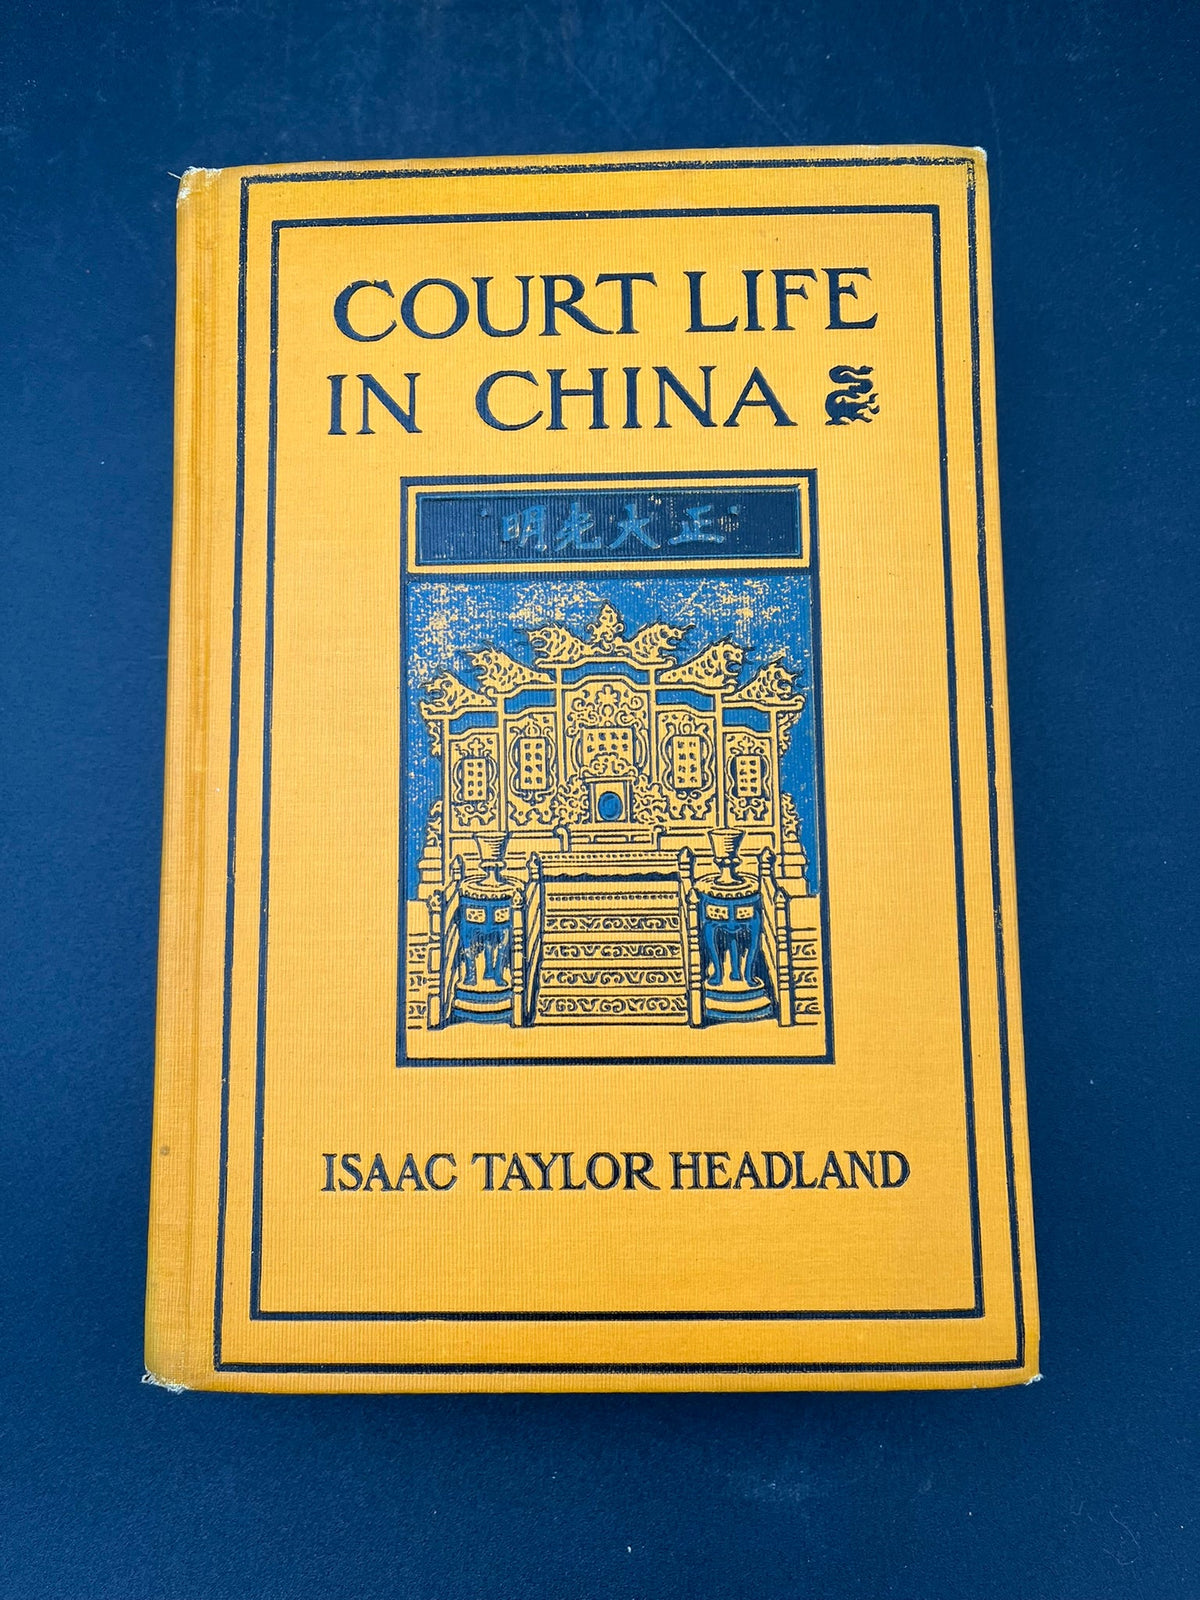 COURT LIFE
IN CHINA
明光大正
ISAAC TAYLOR HEADLAND